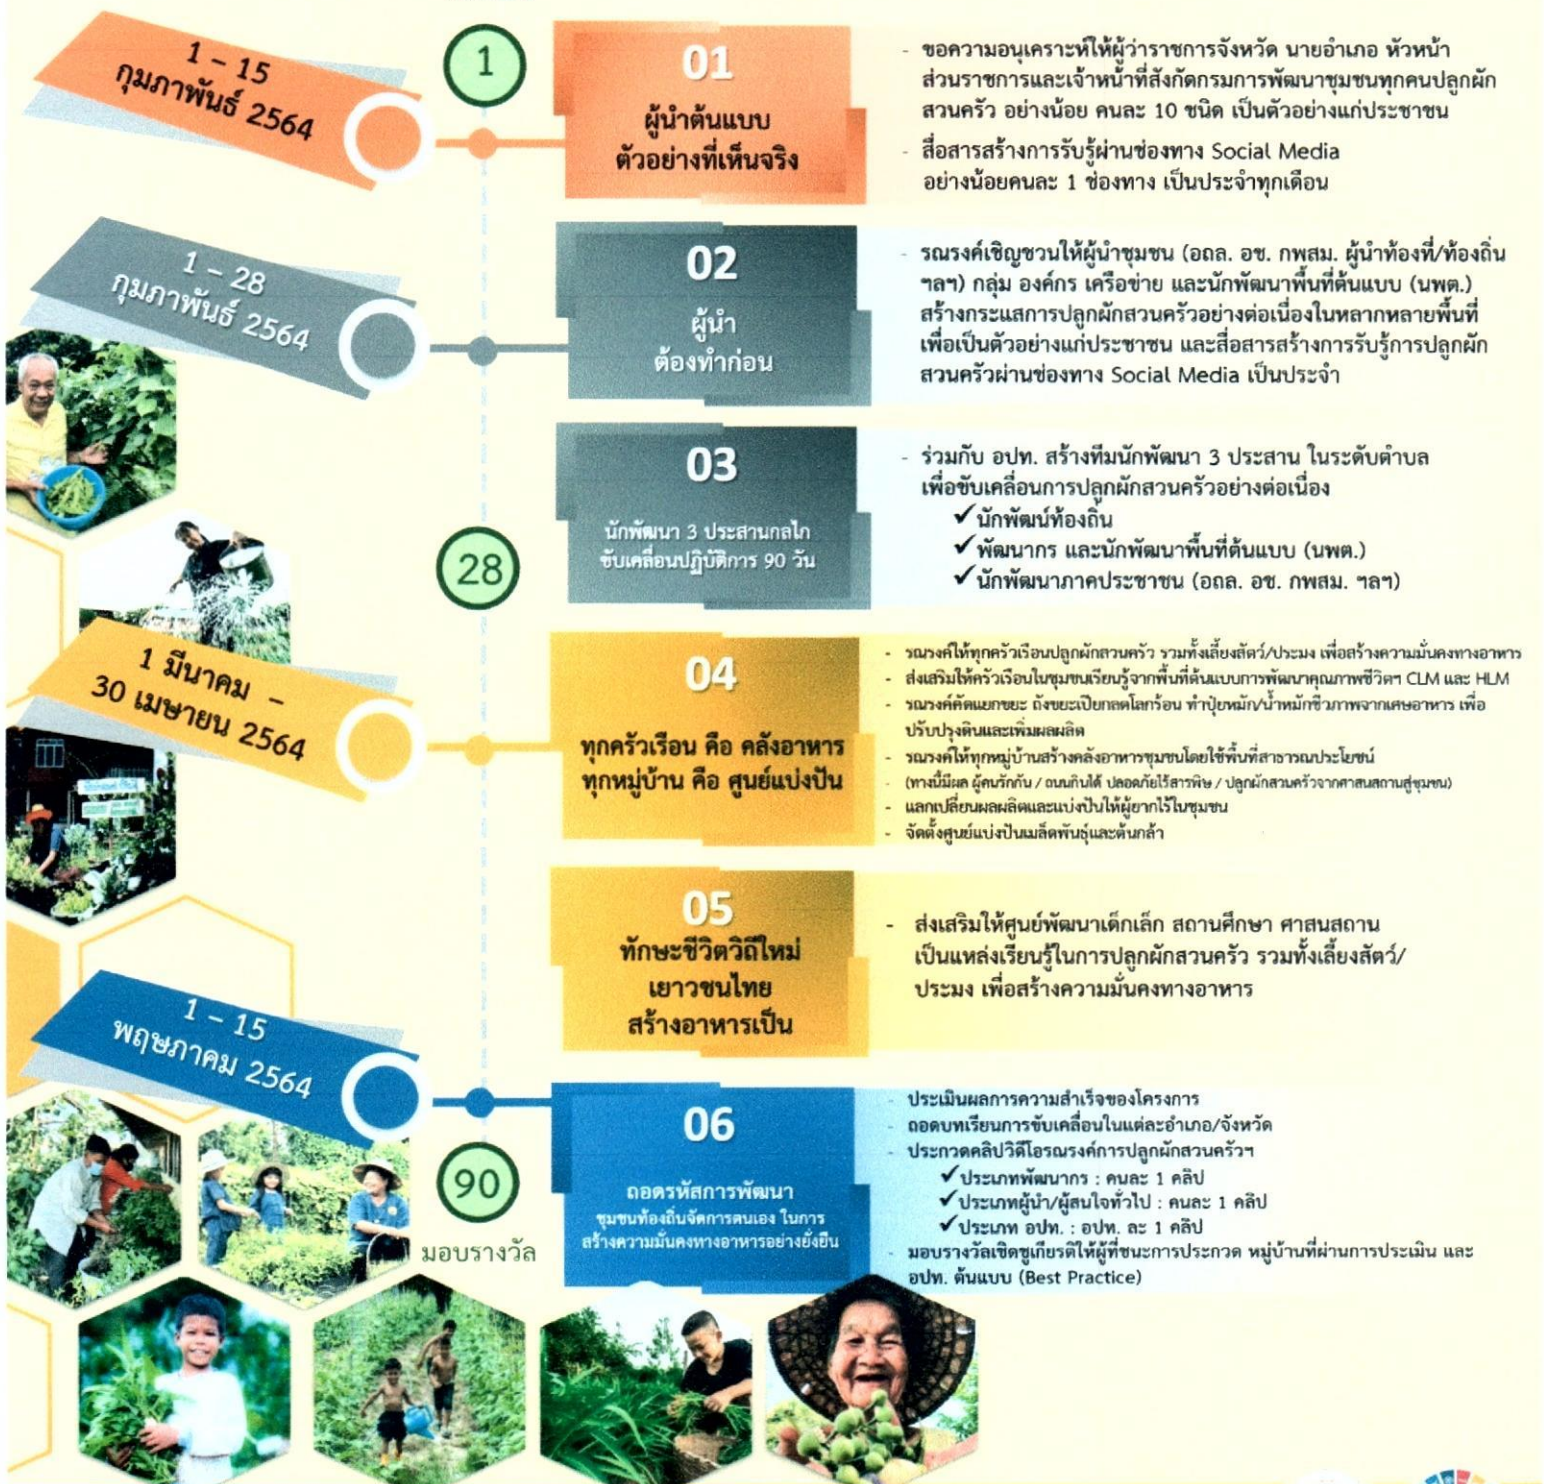 1 – 15
กุมภาพันธ์ 2564
1
01
ผู้นำต้นแบบ
ตัวอย่างที่เห็นจริง
- ขอความอนุเคราะห์ให้ผู้ว่าราชการจังหวัด นายอำเภอ หัวหน้า
ส่วนราชการและเจ้าหน้าที่สังกัดกรมการพัฒนาชุมชนทุกคนปลูกผัก
สวนครัว อย่างน้อย คนละ 10 ชนิด เป็นตัวอย่างแก่ประชาชน
- สื่อสารสร้างการรับรู้ผ่านช่องทาง Social Media
อย่างน้อยคนละ 1 ช่องทาง เป็นประจำทุกเดือน
1 – 28
กุมภาพันธ์ 2564
02
ผู้นำ
ต้องทำก่อน
- รณรงค์เชิญชวนให้ผู้นำชุมชน (อถล. อช. กพสม. ผู้นำท้องที่/ท้องถิ่น
ฯลฯ) กลุ่ม องค์กร เครือข่าย และนักพัฒนาพื้นที่ต้นแบบ (นพต.)
สร้างกระแสการปลูกผักสวนครัวอย่างต่อเนื่องในหลากหลายพื้นที่
เพื่อเป็นตัวอย่างแก่ประชาชน และสื่อสารสร้างการรับรู้การปลูกผัก
สวนครัวผ่านช่องทาง Social Media เป็นประจำ
28
03
นักพัฒนา 3 ประสานกลไก
ขับเคลื่อนปฏิบัติการ 90 วัน
- ร่วมกับ อปท. สร้างทีมนักพัฒนา 3 ประสาน ในระดับตำบล
เพื่อขับเคลื่อนการปลูกผักสวนครัวอย่างต่อเนื่อง
✓นักพัฒน์ท้องถิ่น
✓พัฒนากร และนักพัฒนาพื้นที่ต้นแบบ (นพต.)
✓นักพัฒนาภาคประชาชน (อถล. อช. กพสม. ฯลฯ)
1 มีนาคม –
30 เมษายน 2564
04
ทุกครัวเรือน คือ คลังอาหาร
ทุกหมู่บ้าน คือ ศูนย์แบ่งปัน
- รณรงค์ให้ทุกครัวเรือนปลูกผักสวนครัว รวมทั้งเลี้ยงสัตว์/ประมง เพื่อสร้างความมั่นคงทางอาหาร
- ส่งเสริมให้ครัวเรือนในชุมชนเรียนรู้จากพื้นที่ต้นแบบการพัฒนาคุณภาพชีวิตฯ CLM และ HLM
- รณรงค์คัดแยกขยะ ถังขยะเปียกลดโลกร้อน ทำปุ๋ยหมัก/น้ำหมักชีวภาพจากเศษอาหาร เพื่อ
ปรับปรุงดินและเพิ่มผลผลิต
- รณรงค์ให้ทุกหมู่บ้านสร้างคลังอาหารชุมชนโดยใช้พื้นที่สาธารณประโยชน์
- (ทางนี้มีผล ผู้คนรักกัน / ถนนกินได้ ปลอดภัยไร้สารพิษ / ปลูกผักสวนครัวจากศาสนสถานสู่ชุมชน)
- แลกเปลี่ยนผลผลิตและแบ่งปันให้ผู้ยากไร้ในชุมชน
- จัดตั้งศูนย์แบ่งปันเมล็ดพันธุ์และต้นกล้า
05
ทักษะชีวิตวิถีใหม่
เยาวชนไทย
สร้างอาหารเป็น
- ส่งเสริมให้ศูนย์พัฒนาเด็กเล็ก สถานศึกษา ศาสนสถาน
เป็นแหล่งเรียนรู้ในการปลูกผักสวนครัว รวมทั้งเลี้ยงสัตว์/
ประมง เพื่อสร้างความมั่นคงทางอาหาร
1 – 15
พฤษภาคม 2564
90
มอบรางวัล
06
ถอดรหัสการพัฒนา
ชุมชนท้องถิ่นจัดการตนเอง ในการ
สร้างความมั่นคงทางอาหารอย่างยั่งยืน
- ประเมินผลการความสำเร็จของโครงการ
- ถอดบทเรียนการขับเคลื่อนในแต่ละอำเภอ/จังหวัด
- ประกวดคลิปวิดีโอรณรงค์การปลูกผักสวนครัวฯ
✓ประเภทพัฒนากร : คนละ 1 คลิป
✓ประเภทผู้นำ/ผู้สนใจทั่วไป : คนละ 1 คลิป
✓ประเภท อปท. : อปท. ละ 1 คลิป
- มอบรางวัลเชิดชูเกียรติให้ผู้ที่ชนะการประกวด หมู่บ้านที่ผ่านการประเมิน และ
อปท. ต้นแบบ (Best Practice)